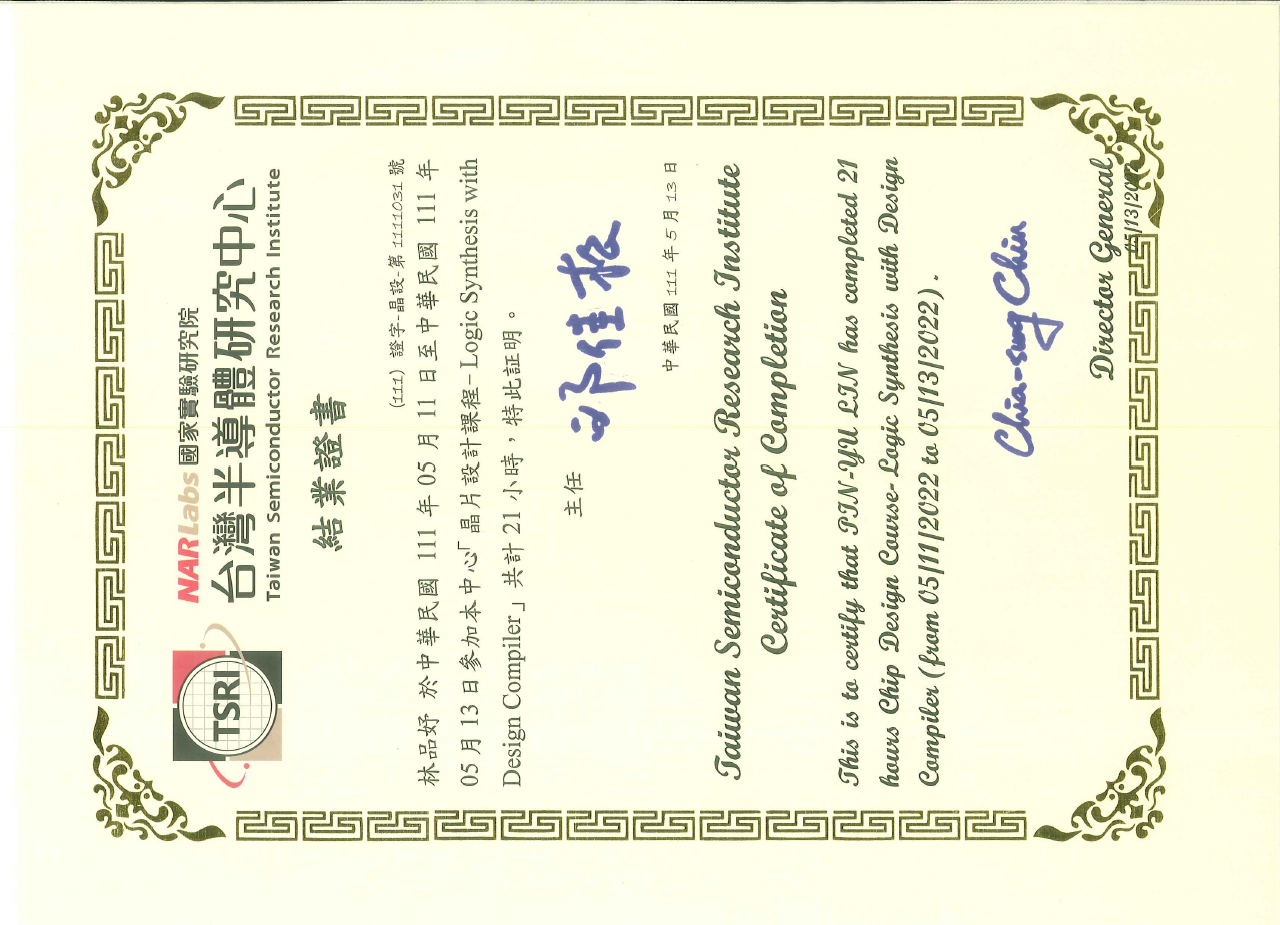 TSRI
NARLabs 國家實驗研究院
台灣半導體研究中心
Taiwan Semiconductor Research Institute
結業證書
(111) 證字-晶設-第 1111031 號
林品妤 於中華民國 111 年 05 月 11 日至中華民國 111 年
05 月 13 日參加本中心「晶片設計課程-Logic Synthesis with
Design Compiler」共計 21 小時，特此証明。
主任
中華民國 111 年 5 月 13 日
Taiwan Semiconductor Research Institute
Certificate of Completion
This is to certify that PIN-YU LIN has completed 21
hours Chip Design Course- Logic Synthesis with Design
Compiler (from 05/11/2022 to 05/13/2022).
Chia-sung Chiu
Director General